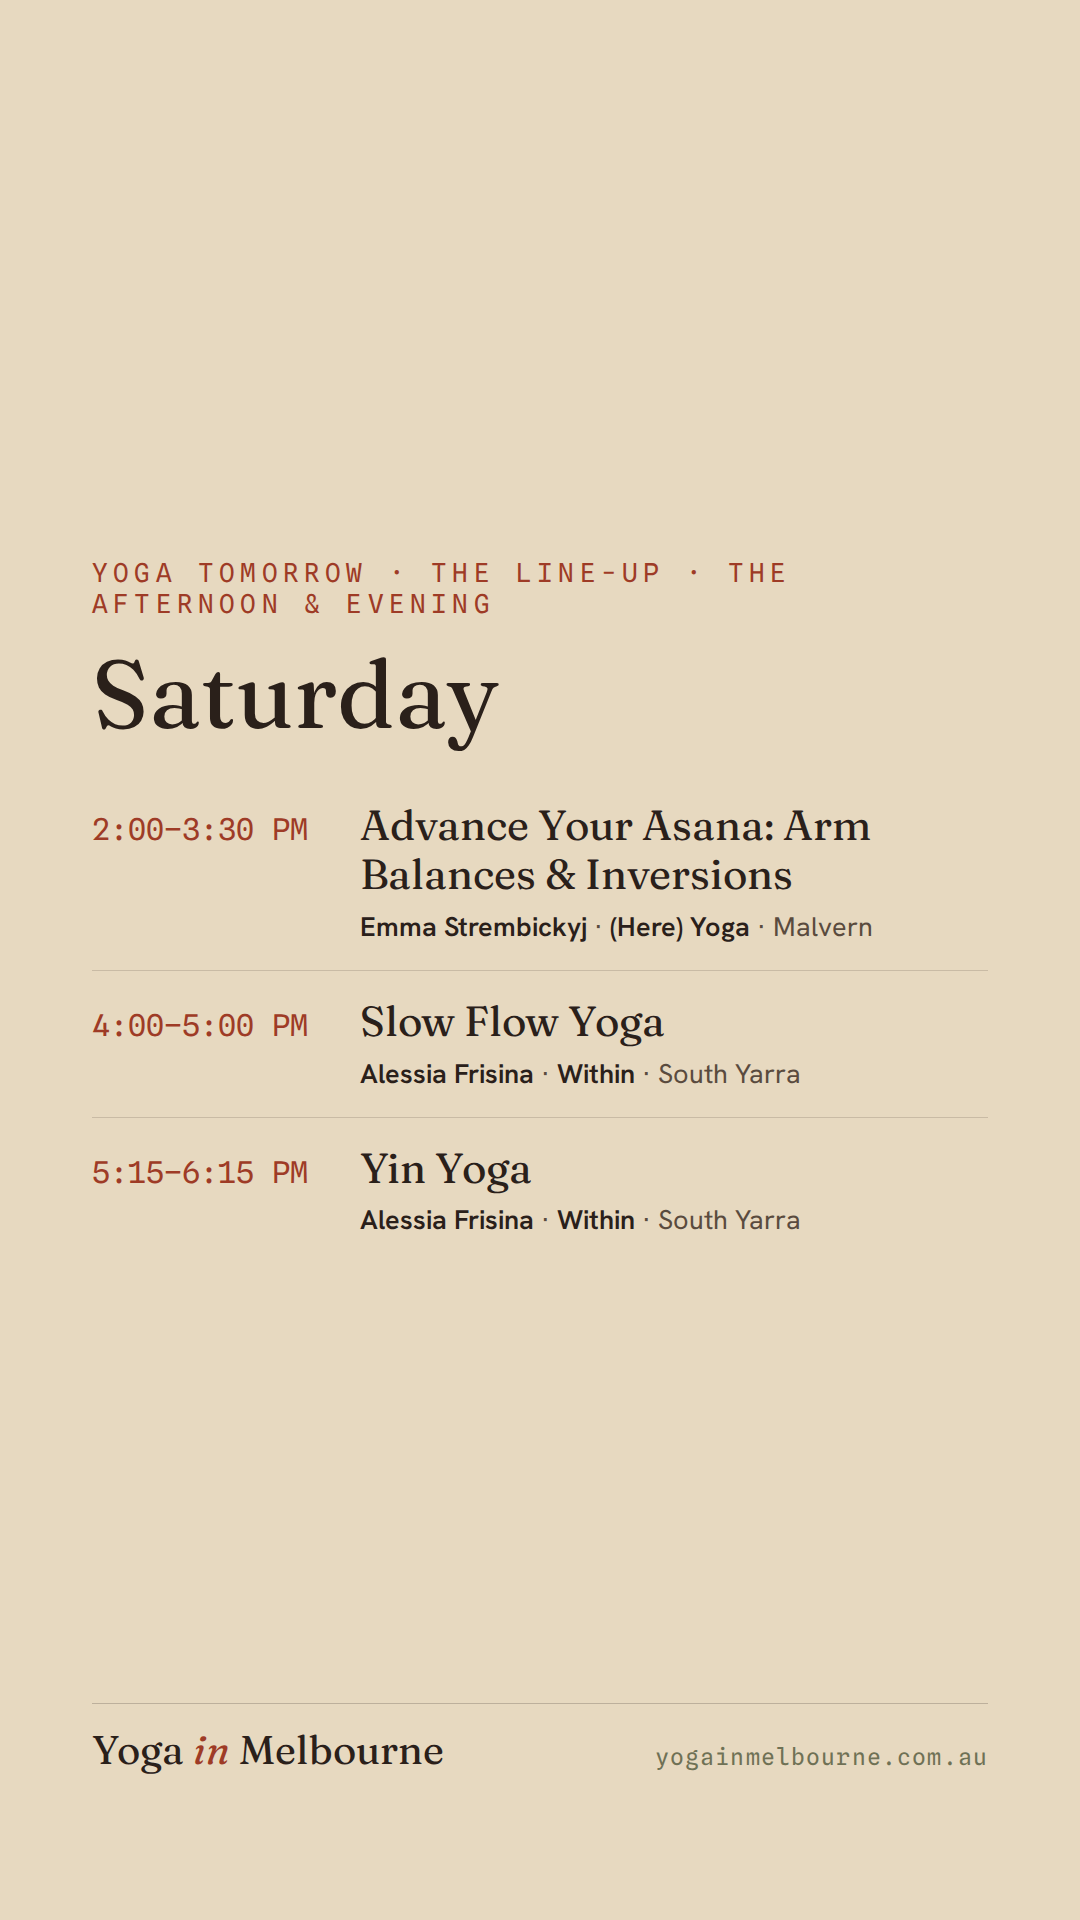 YOGA TOMORROW · THE LINE-UP · THE
AFTERNOON & EVENING
Saturday
2:00–3:30 PM
Advance Your Asana: Arm
Balances & Inversions
Emma Strembickyj · (Here) Yoga · Malvern
4:00–5:00 PM
Slow Flow Yoga
Alessia Frisina · Within · South Yarra
5:15–6:15 PM
Yin Yoga
Alessia Frisina · Within · South Yarra
Yoga in Melbourne
yogainmelbourne.com.au